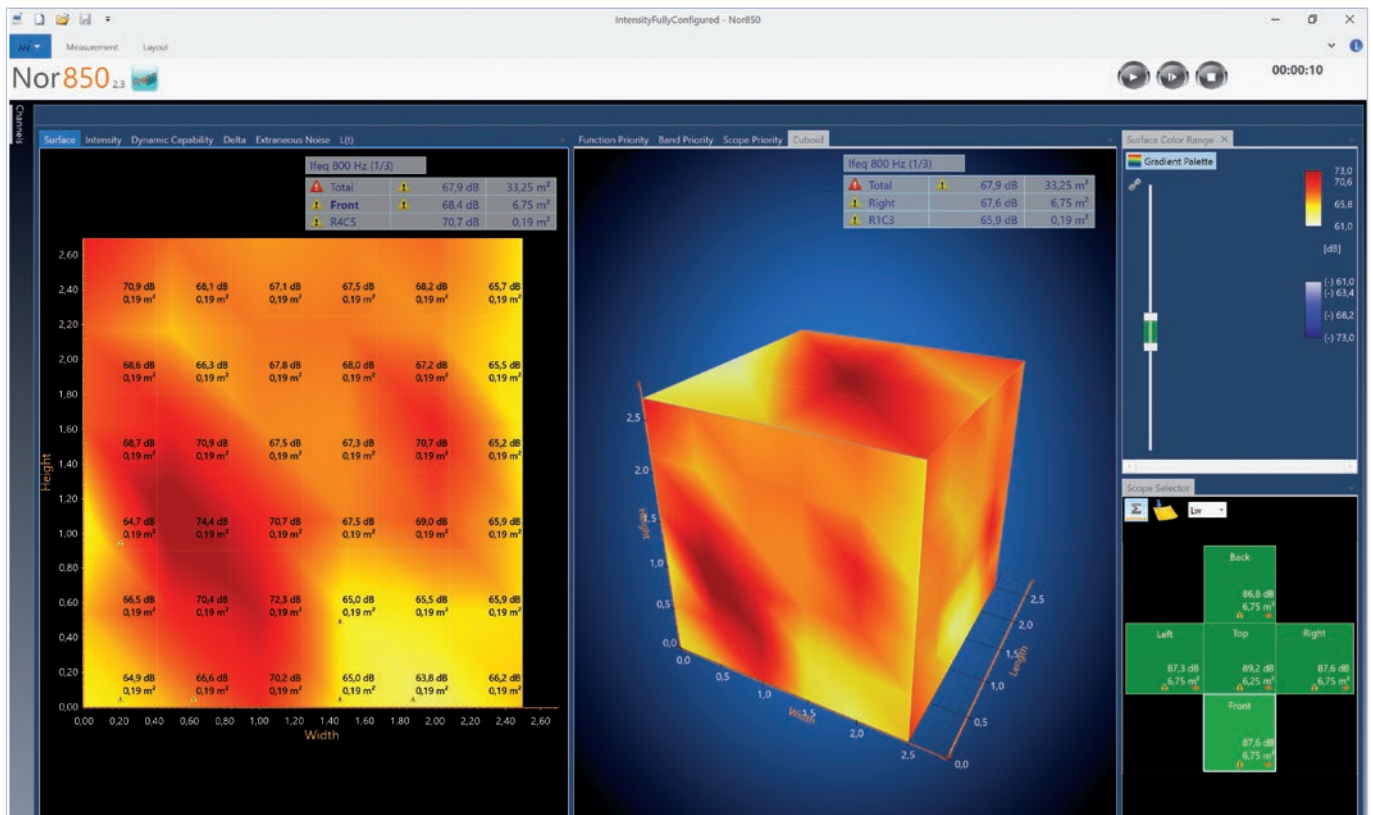 IntensityFullyConfigured - Nor850
Measurement Layout
Nor850 2.3
00:00:10
Channels
Surface Intensity Dynamic Capability Delta Extraneous Noise L(t)
Ifeq 800 Hz (1/3)
Total 67,9 dB 33,25 m²
Front 68,4 dB 6,75 m²
R4C5 70,7 dB 0,19 m²
2,60
2,40
2,20
2,00
1,80
1,60
1,40
1,20
1,00
0,80
0,60
0,40
0,20
0,00
Height
70,9 dB 68,1 dB 67,1 dB 67,5 dB 68,2 dB 65,7 dB
0,19 m² 0,19 m² 0,19 m² 0,19 m² 0,19 m² 0,19 m²
68,6 dB 66,3 dB 67,8 dB 68,0 dB 67,2 dB 65,5 dB
0,19 m² 0,19 m² 0,19 m² 0,19 m² 0,19 m² 0,19 m²
68,7 dB 70,9 dB 67,5 dB 67,3 dB 70,7 dB 65,2 dB
0,19 m² 0,19 m² 0,19 m² 0,19 m² 0,19 m² 0,19 m²
64,7 dB 74,4 dB 70,7 dB 67,5 dB 69,0 dB 65,9 dB
0,19 m² 0,19 m² 0,19 m² 0,19 m² 0,19 m² 0,19 m²
66,5 dB 70,4 dB 72,3 dB 65,0 dB 65,5 dB 65,9 dB
0,19 m² 0,19 m² 0,19 m² 0,19 m² 0,19 m² 0,19 m²
64,9 dB 66,6 dB 70,2 dB 65,0 dB 63,8 dB 66,2 dB
0,19 m² 0,19 m² 0,19 m² 0,19 m² 0,19 m² 0,19 m²
0,00 0,20 0,40 0,60 0,80 1,00 1,20 1,40 1,60 1,80 2,00 2,20 2,40 2,60
Width
Function Priority Band Priority Scope Priority Cuboid
Ifeq 800 Hz (1/3)
Total 67,9 dB 33,25 m²
Right 67,6 dB 6,75 m²
R1C3 65,9 dB 0,19 m²
2,5
2,0
1,5
1,0
0,5
0,0
Height
0,0
0,5
1,0
1,5
2,0
2,5
Width
0,0
0,5
1,0
1,5
2,0
2,5
Length
Surface Color Range
Gradient Palette
73,0
70,6
65,8
61,0
[dB]
(-) 61,0
(-) 63,4
(-) 68,2
(-) 73,0
Scope Selector
Σ Lw
Back
86,8 dB
6,75 m²
Left Top Right
87,3 dB 89,2 dB 87,6 dB
6,75 m² 6,25 m² 6,75 m²
Front
87,6 dB
6,75 m²